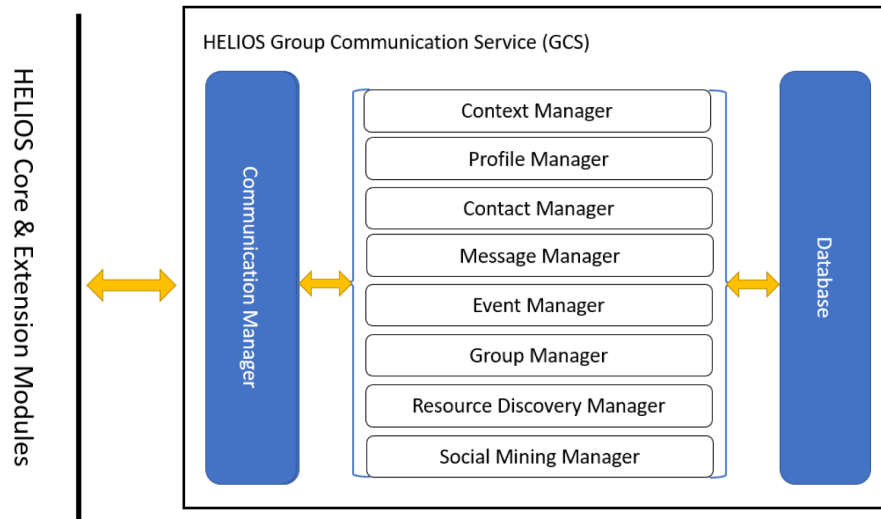 HELIOS Core & Extension Modules
HELIOS Group Communication Service (GCS)
Communication Manager
Context Manager
Profile Manager
Contact Manager
Message Manager
Event Manager
Group Manager
Resource Discovery Manager
Social Mining Manager
Database